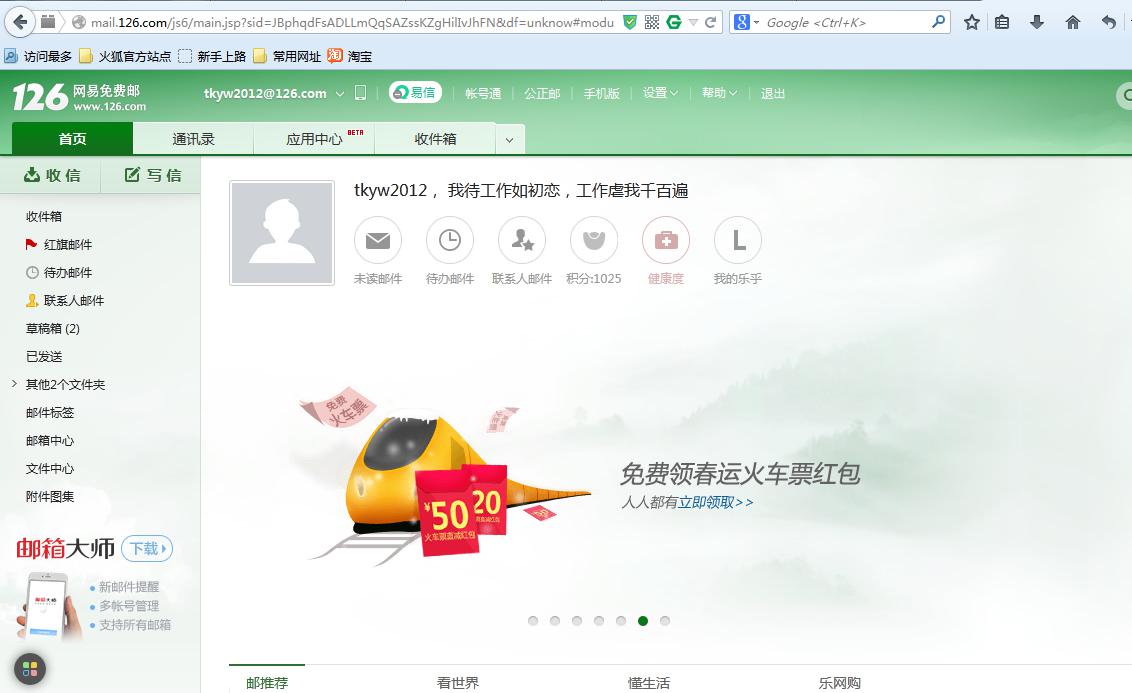 mail.126.com/js6/main.jsp?sid=JBphqdFsADLLmQqSAZssKZgHilIvJhFN&df=unknow#modu
Google <Ctrl+K>
访问最多 火狐官方站点 新手上路 常用网址 淘宝
126 网易免费邮
www.126.com
tkyw2012@126.com 易信 帐号通 公正邮 手机版 设置 帮助 退出
首页 通讯录 应用中心 BETA 收件箱
收信 写信
收件箱
红旗邮件
待办邮件
联系人邮件
草稿箱 (2)
已发送
其他2个文件夹
邮件标签
邮箱中心
文件中心
附件图集
邮箱大师 下载
新邮件提醒
多帐号管理
支持所有邮箱
tkyw2012， 我待工作如初恋，工作虐我千百遍
未读邮件 待办邮件 联系人邮件 积分:1025 健康度 我的乐乎
免费
火车票
¥50
火车票直减红包
20
免费领春运火车票红包
人人都有立即领取>>
邮推荐 看世界 懂生活 乐网购